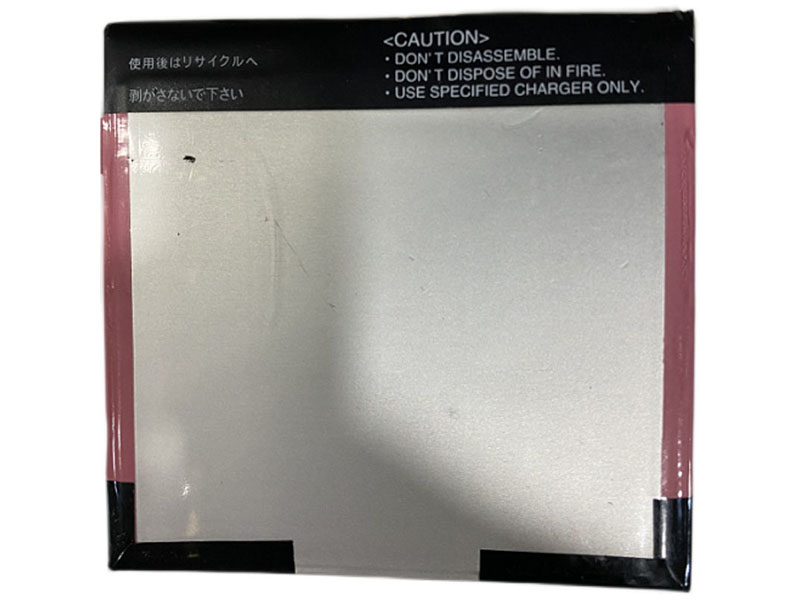 使用後はリサイクルへ
剥がさないで下さい
<CAUTION>
・DON'T DISASSEMBLE.
・DON'T DISPOSE OF IN FIRE.
・USE SPECIFIED CHARGER ONLY.